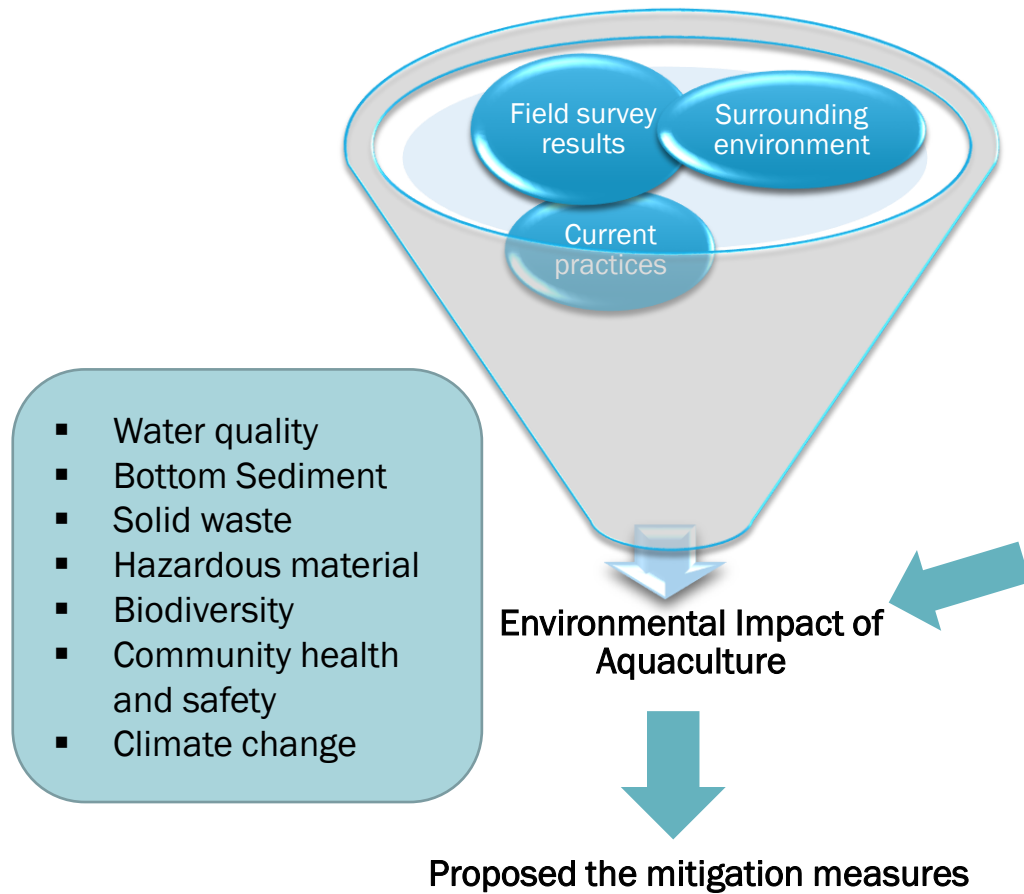 Field survey
results
Surrounding
environment
Current
practices
▪ Water quality
▪ Bottom Sediment
▪ Solid waste
▪ Hazardous material
▪ Biodiversity
▪ Community health
and safety
▪ Climate change
Environmental Impact of
Aquaculture
Proposed the mitigation measures